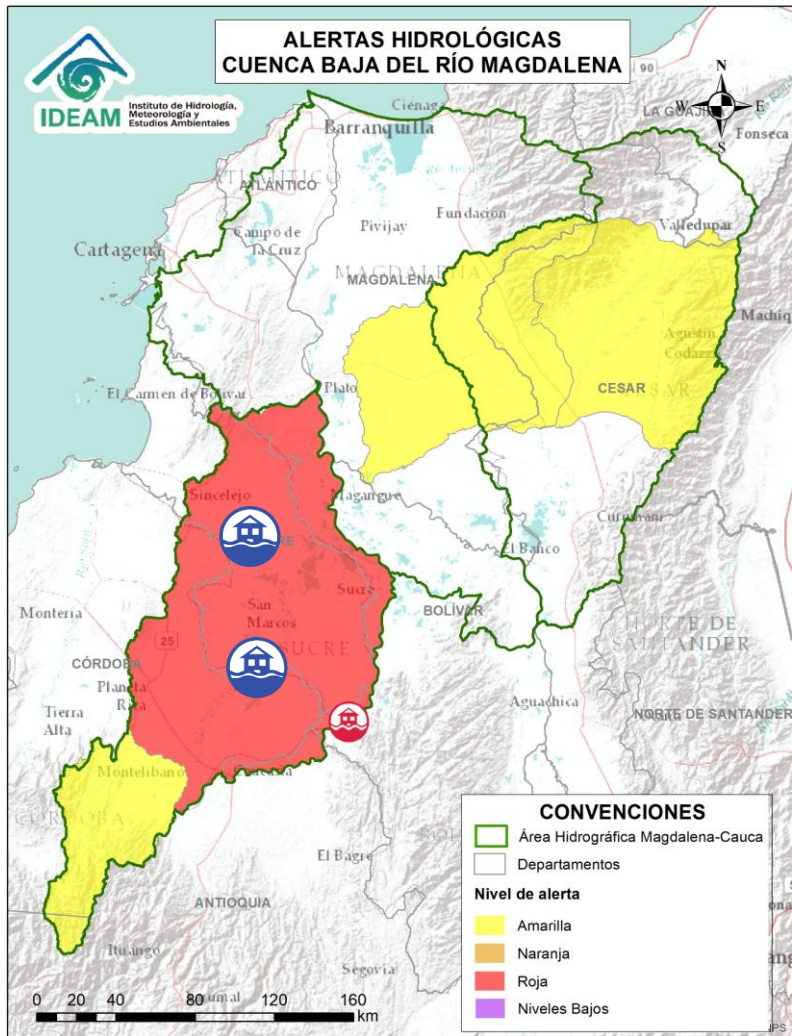 ALERTAS HIDROLÓGICAS
CUENCA BAJA DEL RÍO MAGDALENA
IDEAM
Instituto de Hidrología,
Meteorología y
Estudios Ambientales
N
W
E
S
90
Ciénaga
LA GUAJI
Barranquilla
Fonseca
ATLÁNTICO
Fundación
Pivijay
Valledupar
Campo de
la Cruz
Cartagena
MAGDALENA
MAGDALENA
Machiq
Agustín
Codazzi
Plato
CESAR
El Carmen de Bolívar
Sincelejo
Magangué
Curumaní
El Banco
Sucre
BOLÍVAR
San
Marcos
SUCRE
Montería
25
NORTE DE
SANTANDER
CÓRDOBA
Planeta
Rica
Aguachica
NORTE DE SANTANDER
Tierra
Alta
Montelíbano
Caucasia
CÓRDOBA
El Bagre
ANTIOQUIA
Ituango
Segovia
CONVENCIONES
Área Hidrográfica Magdalena-Cauca
Departamentos
Nivel de alerta
Amarilla
Naranja
Roja
Niveles Bajos
0 20 40 80 120 160
km